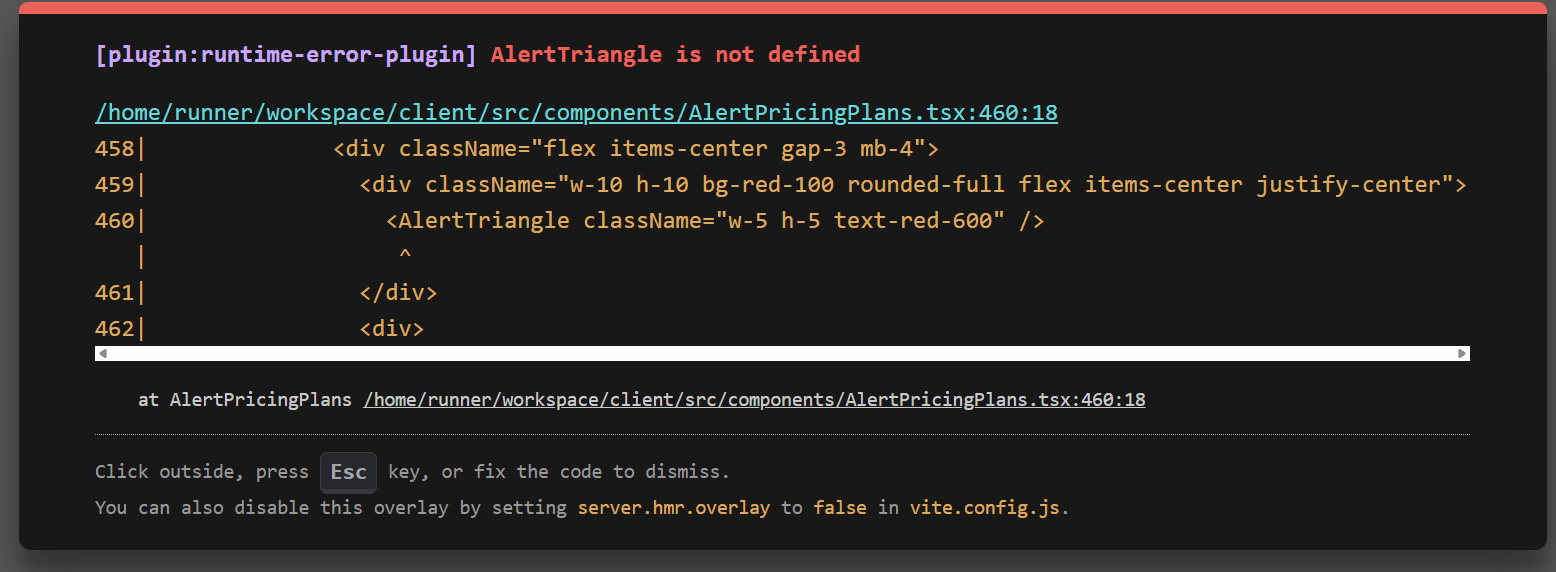 [plugin:runtime-error-plugin] AlertTriangle is not defined
/home/runner/workspace/client/src/components/AlertPricingPlans.tsx:460:18
458|              <div className="flex items-center gap-3 mb-4">
459|                <div className="w-10 h-10 bg-red-100 rounded-full flex items-center justify-center">
460|                  <AlertTriangle className="w-5 h-5 text-red-600" />
   |                   ^
461|                </div>
462|                <div>
at AlertPricingPlans /home/runner/workspace/client/src/components/AlertPricingPlans.tsx:460:18
Click outside, press Esc key, or fix the code to dismiss.
You can also disable this overlay by setting server.hmr.overlay to false in vite.config.js.